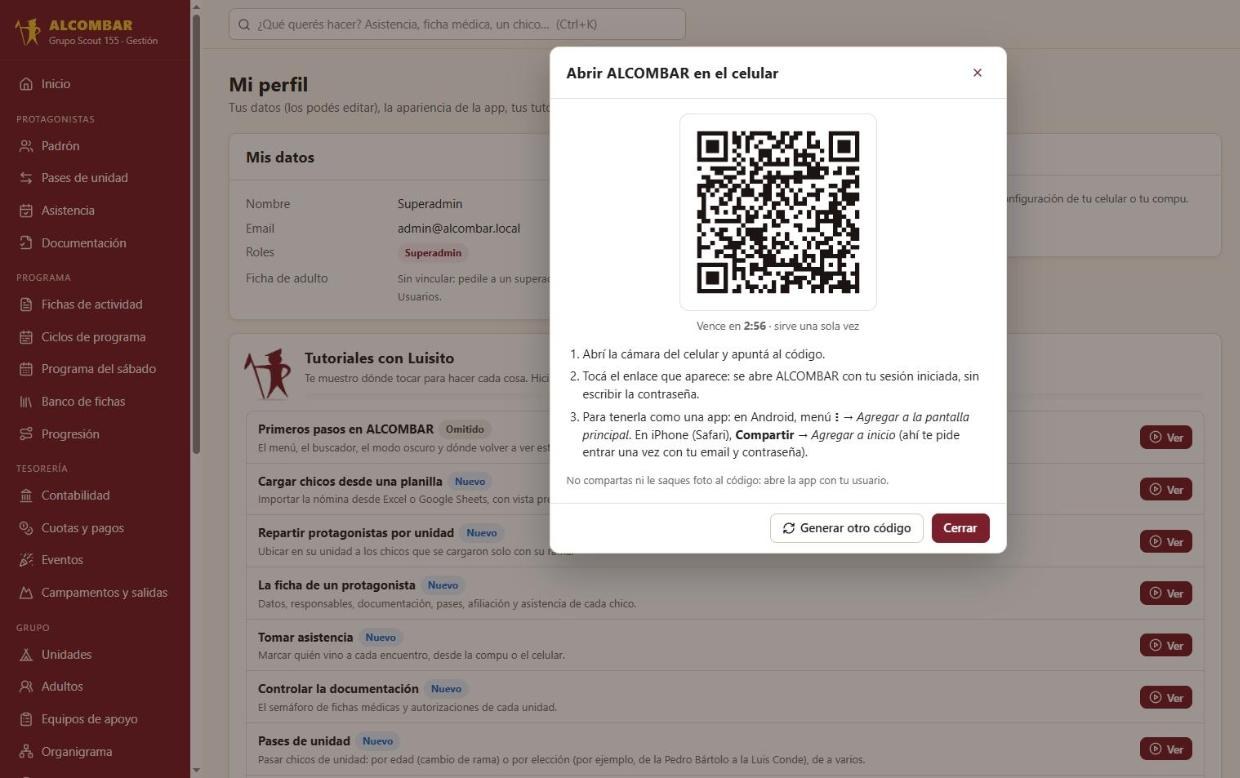 ALCOMBAR
Grupo Scout 155 · Gestión
Inicio
PROTAGONISTAS
Padrón
Pases de unidad
Asistencia
Documentación
PROGRAMA
Fichas de actividad
Ciclos de programa
Programa del sábado
Banco de fichas
Progresión
TESORERÍA
Contabilidad
Cuotas y pagos
Eventos
Campamentos y salidas
GRUPO
Unidades
Adultos
Equipos de apoyo
Organigrama
¿Qué querés hacer? Asistencia, ficha médica, un chico... (Ctrl+K)
Mi perfil
Tus datos (los podés editar), la apariencia de la app, tus
Mis datos
Nombre Superadmin
Email admin@alcombar.local
Roles Superadmin
Ficha de adulto Sin vincular: pedile a un
Usuarios.
de tu celular o tu compu.
Abrir ALCOMBAR en el celular
Vence en 2:56 · sirve una sola vez
1. Abrí la cámara del celular y apuntá al código.
2. Tocá el enlace que aparece: se abre ALCOMBAR con tu sesión iniciada, sin
escribir la contraseña.
3. Para tenerla como una app: en Android, menú ⋮ → Agregar a la pantalla
principal. En iPhone (Safari), Compartir → Agregar a inicio (ahí te pide
entrar una vez con tu email y contraseña).
No compartas ni le saques foto al código: abre la app con tu usuario.
Generar otro código Cerrar
Tutoriales con Luisito
Te muestro dónde tocar para hacer cada cosa.
Primeros pasos en ALCOMBAR Omitido
El menú, el buscador, el modo oscuro y dónde volver a ver
Ver
Cargar chicos desde una planilla Nuevo
Importar la nómina desde Excel o Google Sheets, con vista
Ver
Repartir protagonistas por unidad Nuevo
Ubicar en su unidad a los chicos que se cargaron solo con su
Ver
La ficha de un protagonista Nuevo
Datos, responsables, documentación, pases, afiliación y asistencia de cada chico.
Ver
Tomar asistencia Nuevo
Marcar quién vino a cada encuentro, desde la compu o el celular.
Ver
Controlar la documentación Nuevo
El semáforo de fichas médicas y autorizaciones de cada unidad.
Ver
Pases de unidad Nuevo
Pasar chicos de unidad: por edad (cambio de rama) o por elección (por ejemplo, de la Pedro Bártolo a la Luis Conde), de a varios.
Ver